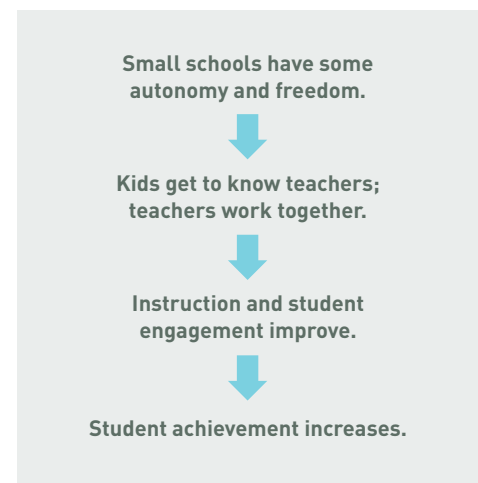 Small schools have some
autonomy and freedom.
Kids get to know teachers;
teachers work together.
Instruction and student
engagement improve.
Student achievement increases.